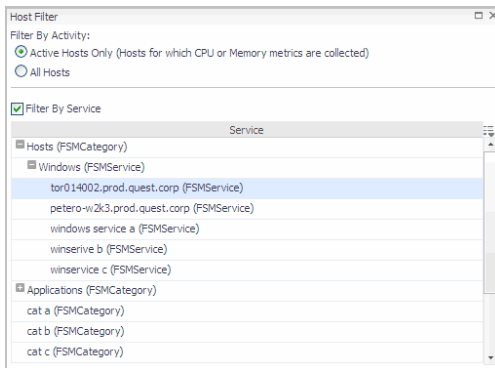 Host Filter
Filter By Activity:
Active Hosts Only (Hosts for which CPU or Memory metrics are collected)
All Hosts
Filter By Service
Service
Hosts (FSMCategory)
Windows (FSMService)
tor014002.prod.quest.corp (FSMService)
petero-w2k3.prod.quest.corp (FSMService)
windows service a (FSMService)
winserive b (FSMService)
winservice c (FSMService)
Applications (FSMCategory)
cat a (FSMCategory)
cat b (FSMCategory)
cat c (FSMCategory)